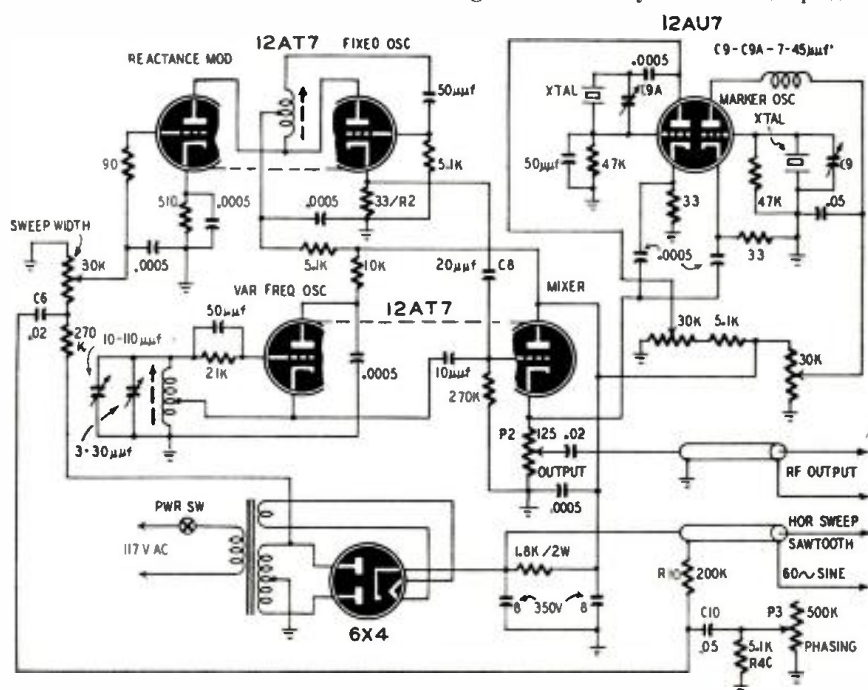 12AU7
12AT7
FIXED OSC
REACTANCE MOD
C9-C9A-7-45µµf
.0005
XTAL
C9A
MARKER OSC
XTAL
50µµf
90
5.1K
50µµf
47K
47K
C9
.05
510
.0005
.0005
33/R2
33
33
SWEEP WIDTH
30K
.0005
5.1K
10K
20µµf
C8
.0005
C6
.02
270
K
VAR FREQ OSC
12AT7
MIXER
50µµf
10-110µµf
21K
.0005
10µµf
270K
30K
5.1K
30K
3-30µµf
P2
125
.02
OUTPUT
.0005
RF OUTPUT
PWR SW
117 V AC
6X4
1.8K/2W
8
350V
8
HOR SWEEP
SAWTOOTH
60~SINE
R10
200K
C10
.05
P3
500K
5.1K
R4C
PHASING